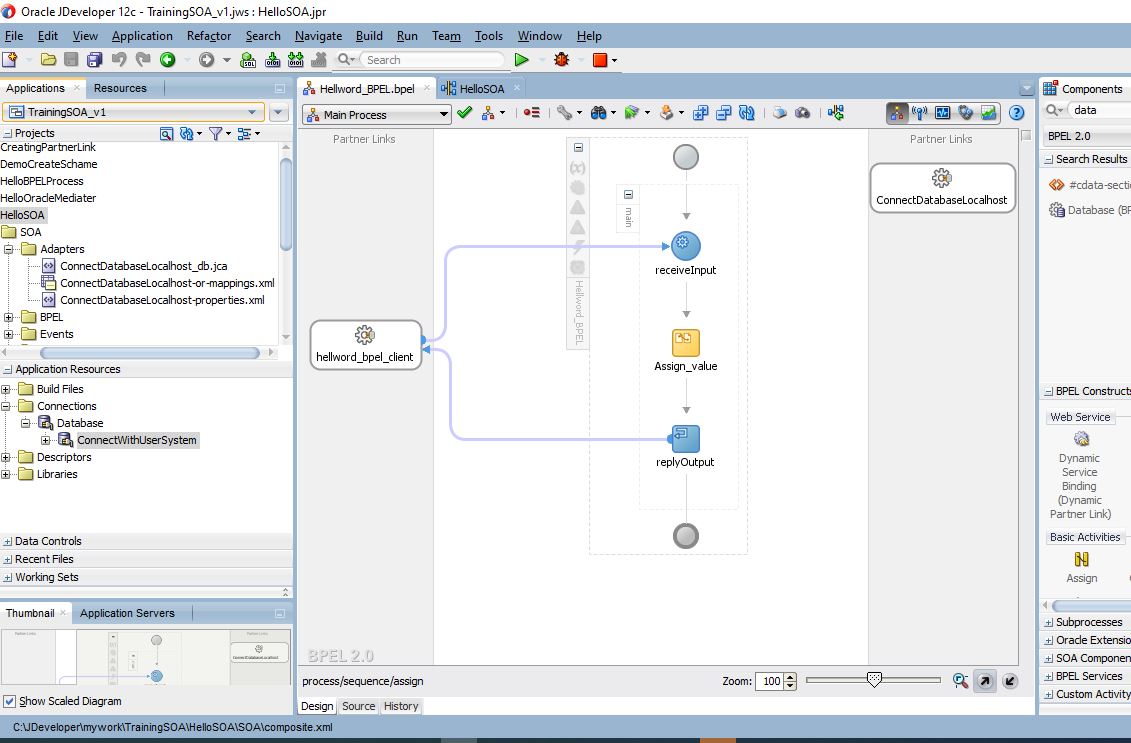 Oracle JDeveloper 12c - TrainingSOA_v1.jws : HelloSOA.jpr
File Edit View Application Refactor Search Navigate Build Run Team Tools Window Help
Search
Applications Resources
TrainingSOA_v1
Projects
CreatingPartnerLink
DemoCreateSchame
HelloBPELProcess
HelloOracleMediater
HelloSOA
SOA
Adapters
ConnectDatabaseLocalhost_db.jca
ConnectDatabaseLocalhost-or-mappings.xml
ConnectDatabaseLocalhost-properties.xml
BPEL
Events
Application Resources
Build Files
Connections
Database
ConnectWithUserSystem
Descriptors
Libraries
Data Controls
Recent Files
Working Sets
Thumbnail Application Servers
Show Scaled Diagram
Hellword_BPEL.bpel HelloSOA
Main Process
Partner Links
hellword_bpel_client
(x)
Hellword_BPEL
main
receiveInput
Assign_value
replyOutput
Partner Links
ConnectDatabaseLocalhost
BPEL 2.0
process/sequence/assign
Zoom: 100
Design Source History
Components
data
BPEL 2.0
Search Results
#cdata-secti
Database (BP
BPEL Constructs
Web Service
Dynamic
Service
Binding
(Dynamic
Partner Link)
Basic Activities
Assign
Subprocesses
Oracle Extensio
SOA Componen
BPEL Services
Custom Activity
C:\JDeveloper\mywork\TrainingSOA\HelloSOA\SOA\composite.xml